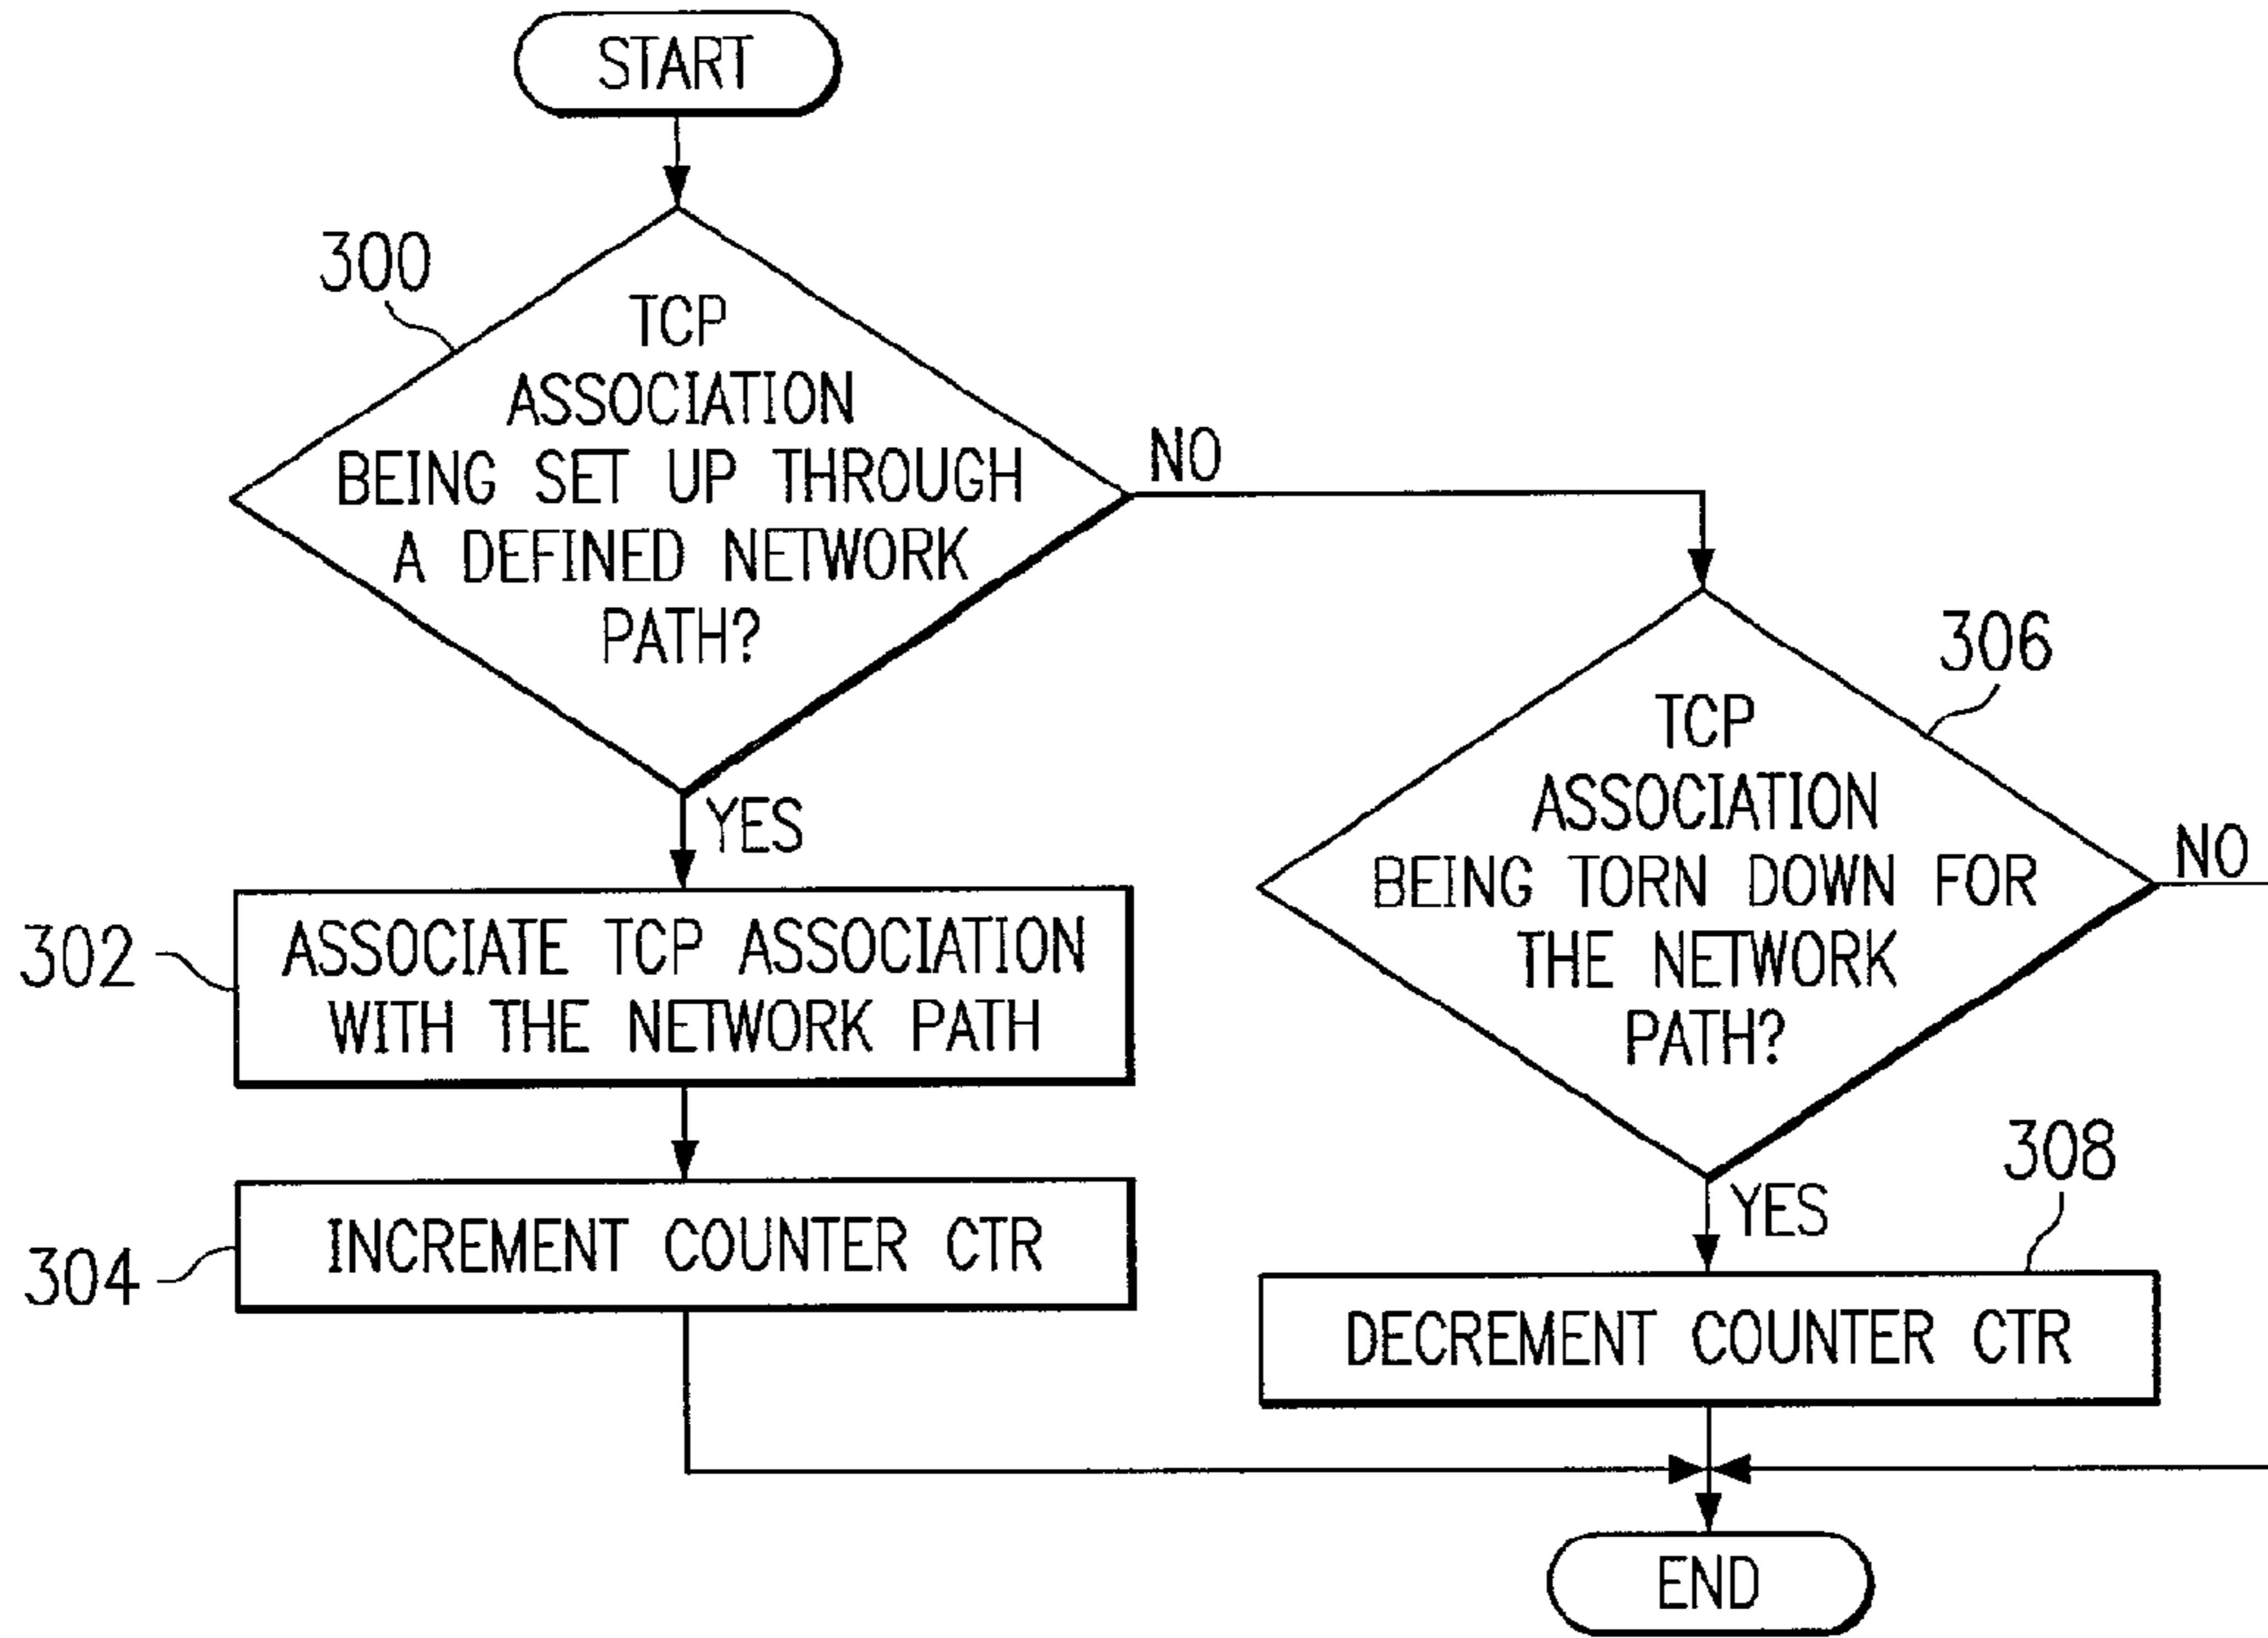 START
300
TCP
ASSOCIATION
BEING SET UP THROUGH
A DEFINED NETWORK
PATH?
NO
YES
302
ASSOCIATE TCP ASSOCIATION
WITH THE NETWORK PATH
304
INCREMENT COUNTER CTR
306
TCP
ASSOCIATION
BEING TORN DOWN FOR
THE NETWORK
PATH?
NO
YES
308
DECREMENT COUNTER CTR
END